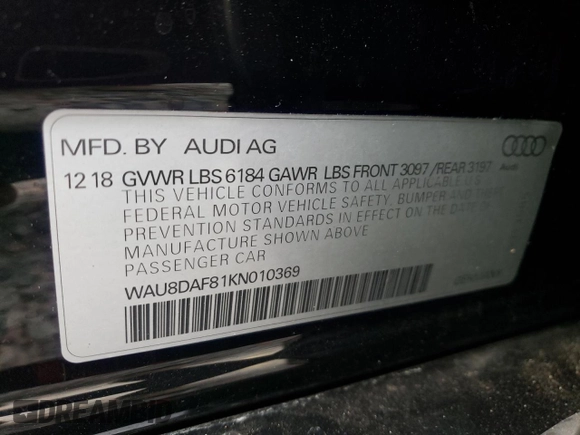 MFD. BY AUDI AG
12 18 GVWR LBS 6184 GAWR LBS FRONT 3097 / REAR 3197
Audi
THIS VEHICLE CONFORMS TO ALL APPLICABLE U.S.
FEDERAL MOTOR VEHICLE SAFETY, BUMPER AND THEFT
PREVENTION STANDARDS IN EFFECT ON THE DATE OF
MANUFACTURE SHOWN ABOVE
PASSENGER CAR
WAU8DAF81KN010369